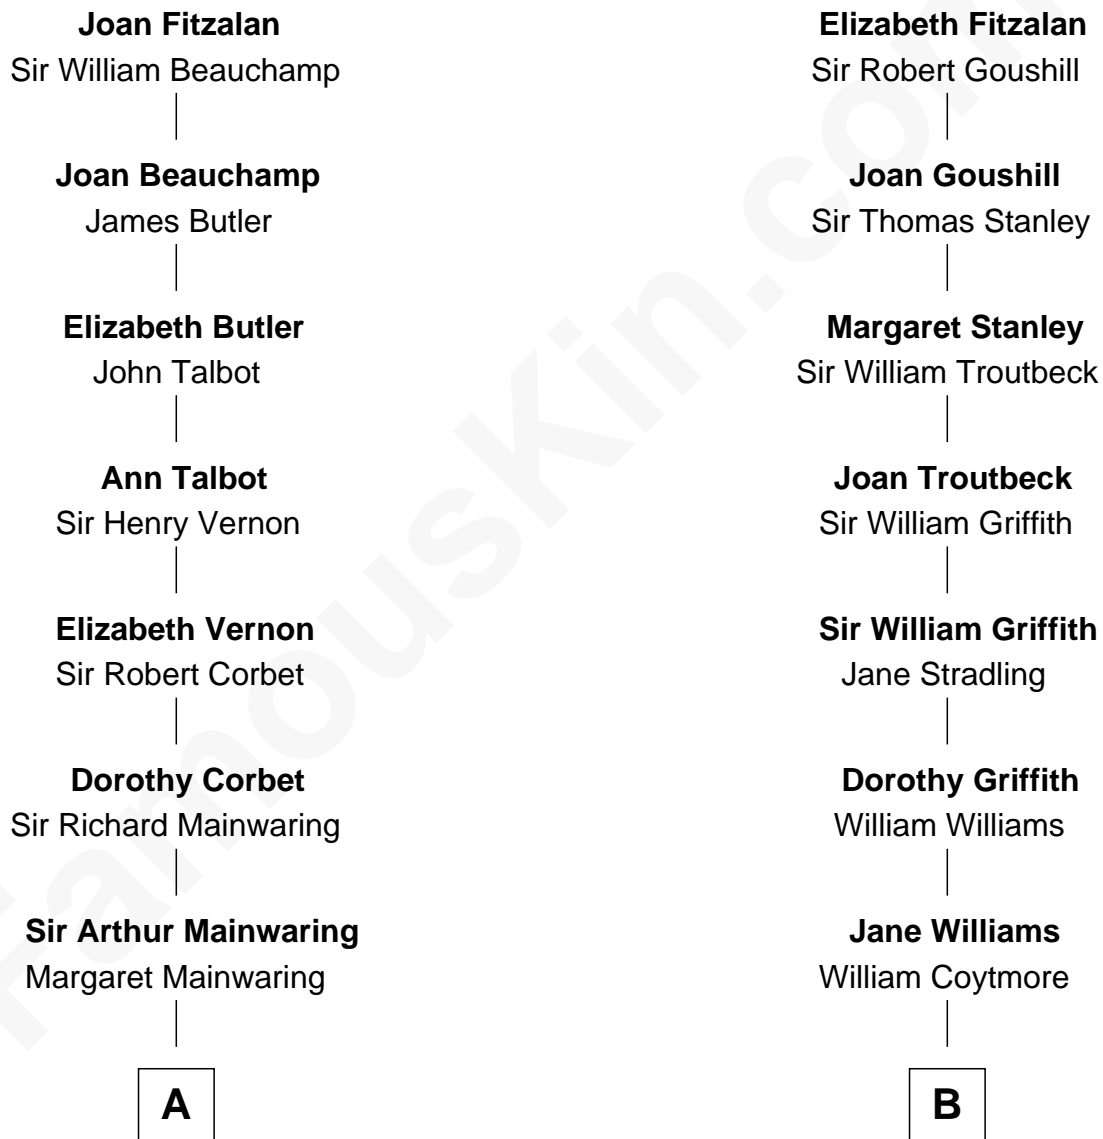 Joan Fitzalan
Sir William Beauchamp
Joan Beauchamp
James Butler
Elizabeth Butler
John Talbot
Ann Talbot
Sir Henry Vernon
Elizabeth Vernon
Sir Robert Corbet
Dorothy Corbet
Sir Richard Mainwaring
Sir Arthur Mainwaring
Margaret Mainwaring
A
Elizabeth Fitzalan
Sir Robert Goushill
Joan Goushill
Sir Thomas Stanley
Margaret Stanley
Sir William Troutbeck
Joan Troutbeck
Sir William Griffith
Sir William Griffith
Jane Stradling
Dorothy Griffith
William Williams
Jane Williams
William Coytmore
B
FamousKin.com